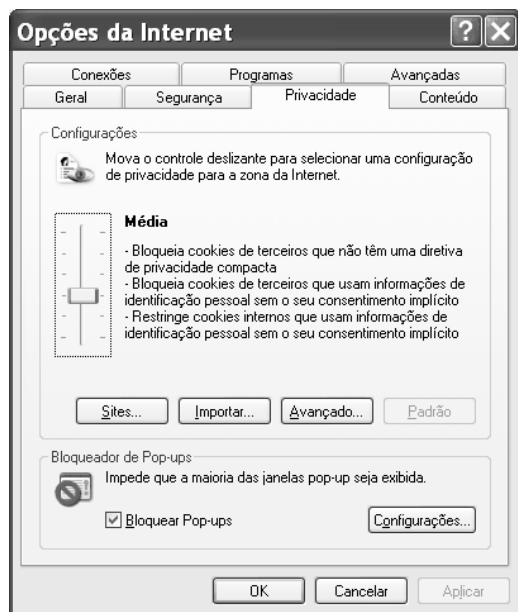 Opções da Internet
Conexões Programas Avançadas
Geral Segurança Privacidade Conteúdo
Configurações
Mova o controle deslizante para selecionar uma configuração
de privacidade para a zona da Internet.
Média
- Bloqueia cookies de terceiros que não têm uma diretiva
de privacidade compacta
- Bloqueia cookies de terceiros que usam informações de
identificação pessoal sem o seu consentimento implícito
- Restringe cookies internos que usam informações de
identificação pessoal sem o seu consentimento implícito
Sites... Importar... Avançado... Padrão
Bloqueador de Pop-ups
Impede que a maioria das janelas pop-up seja exibida.
Bloquear Pop-ups Configurações...
OK Cancelar Aplicar